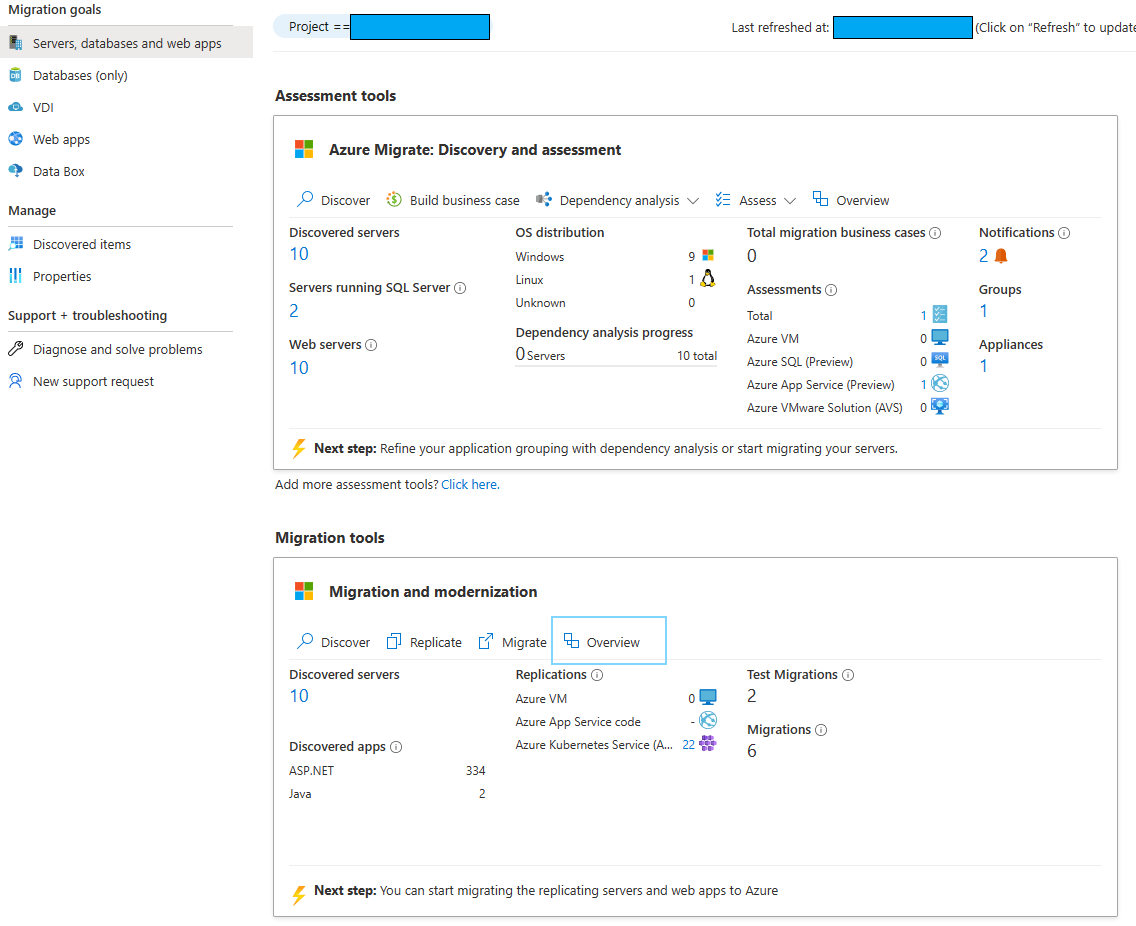 Migration goals
Servers, databases and web apps
Databases (only)
VDI
Web apps
Data Box
Manage
Discovered items
Properties
Support + troubleshooting
Diagnose and solve problems
New support request
Project ==
Last refreshed at: (Click on “Refresh” to update
Assessment tools
Azure Migrate: Discovery and assessment
Discover Build business case Dependency analysis Assess Overview
Discovered servers
10
Servers running SQL Server
2
Web servers
10
OS distribution
Windows 9
Linux 1
Unknown 0
Dependency analysis progress
0 Servers 10 total
Total migration business cases
0
Assessments
Total 1
Azure VM 0
Azure SQL (Preview) 0
Azure App Service (Preview) 1
Azure VMware Solution (AVS) 0
Notifications
2
Groups
1
Appliances
1
Next step: Refine your application grouping with dependency analysis or start migrating your servers.
Add more assessment tools? Click here.
Migration tools
Migration and modernization
Discover Replicate Migrate Overview
Discovered servers
10
Discovered apps
ASP.NET 334
Java 2
Replications
Azure VM 0
Azure App Service code -
Azure Kubernetes Service (A... 22
Test Migrations
2
Migrations
6
Next step: You can start migrating the replicating servers and web apps to Azure